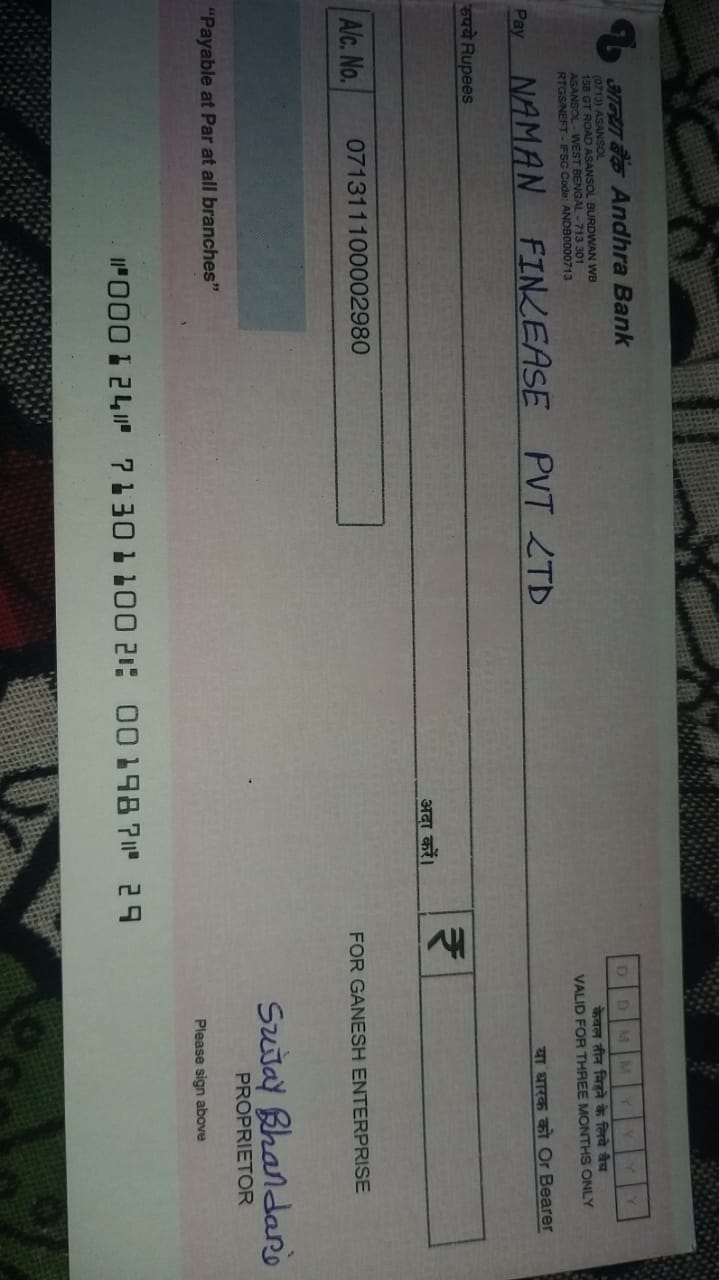 आन्ध्रा बैंक Andhra Bank
(0713) ASANSOL
158 GT ROAD ASANSOL BURDWAN WB
ASANSOL - WEST BENGAL - 713 301
RTGS/NEFT - IFSC Code: ANDB0000713
D D M M Y Y Y Y
केवल तीन महिने के लिये वैध
VALID FOR THREE MONTHS ONLY
Pay NAMAN FINLEASE PVT LTD या धारक को Or Bearer
रुपये Rupees
अदा करें। ₹
A/c. No. 071311100002980
FOR GANESH ENTERPRISE
Sujay Bhandari
PROPRIETOR
"Payable at Par at all branches"
Please sign above
⑈000124⑈ 713011002⑆ 001987⑈ 29